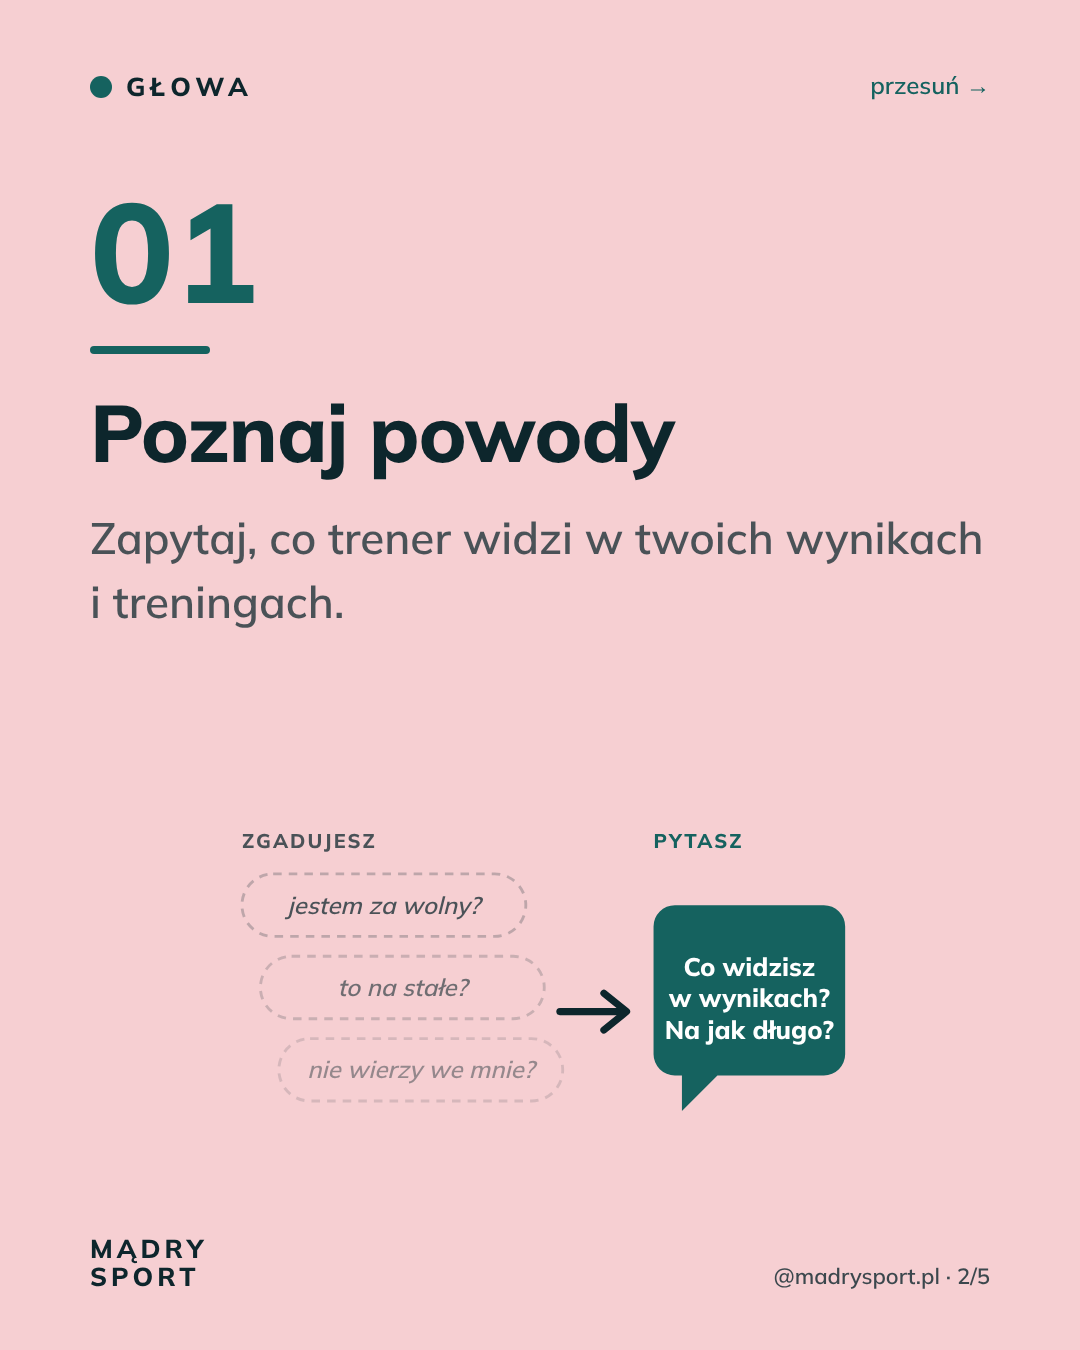 GŁOWA
przesuń →
01
Poznaj powody
Zapytaj, co trener widzi w twoich wynikach
i treningach.
ZGADUJESZ
jestem za wolny?
to na stałe?
nie wierzy we mnie?
PYTASZ
Co widzisz
w wynikach?
Na jak długo?
MĄDRY
SPORT
@madrysport.pl · 2/5